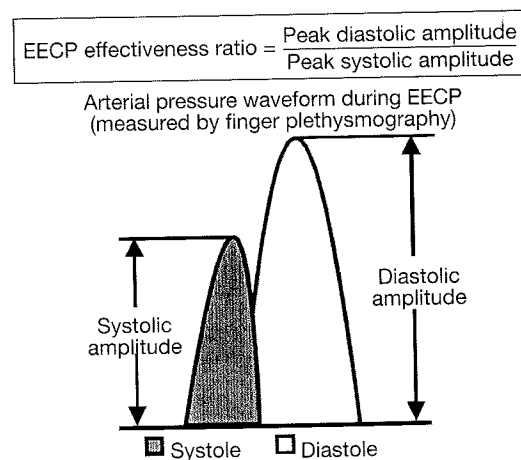 EECP effectiveness ratio = Peak diastolic amplitude
Peak systolic amplitude
Arterial pressure waveform during EECP
(measured by finger plethysmography)
Systolic
amplitude
Diastolic
amplitude
Systole Diastole